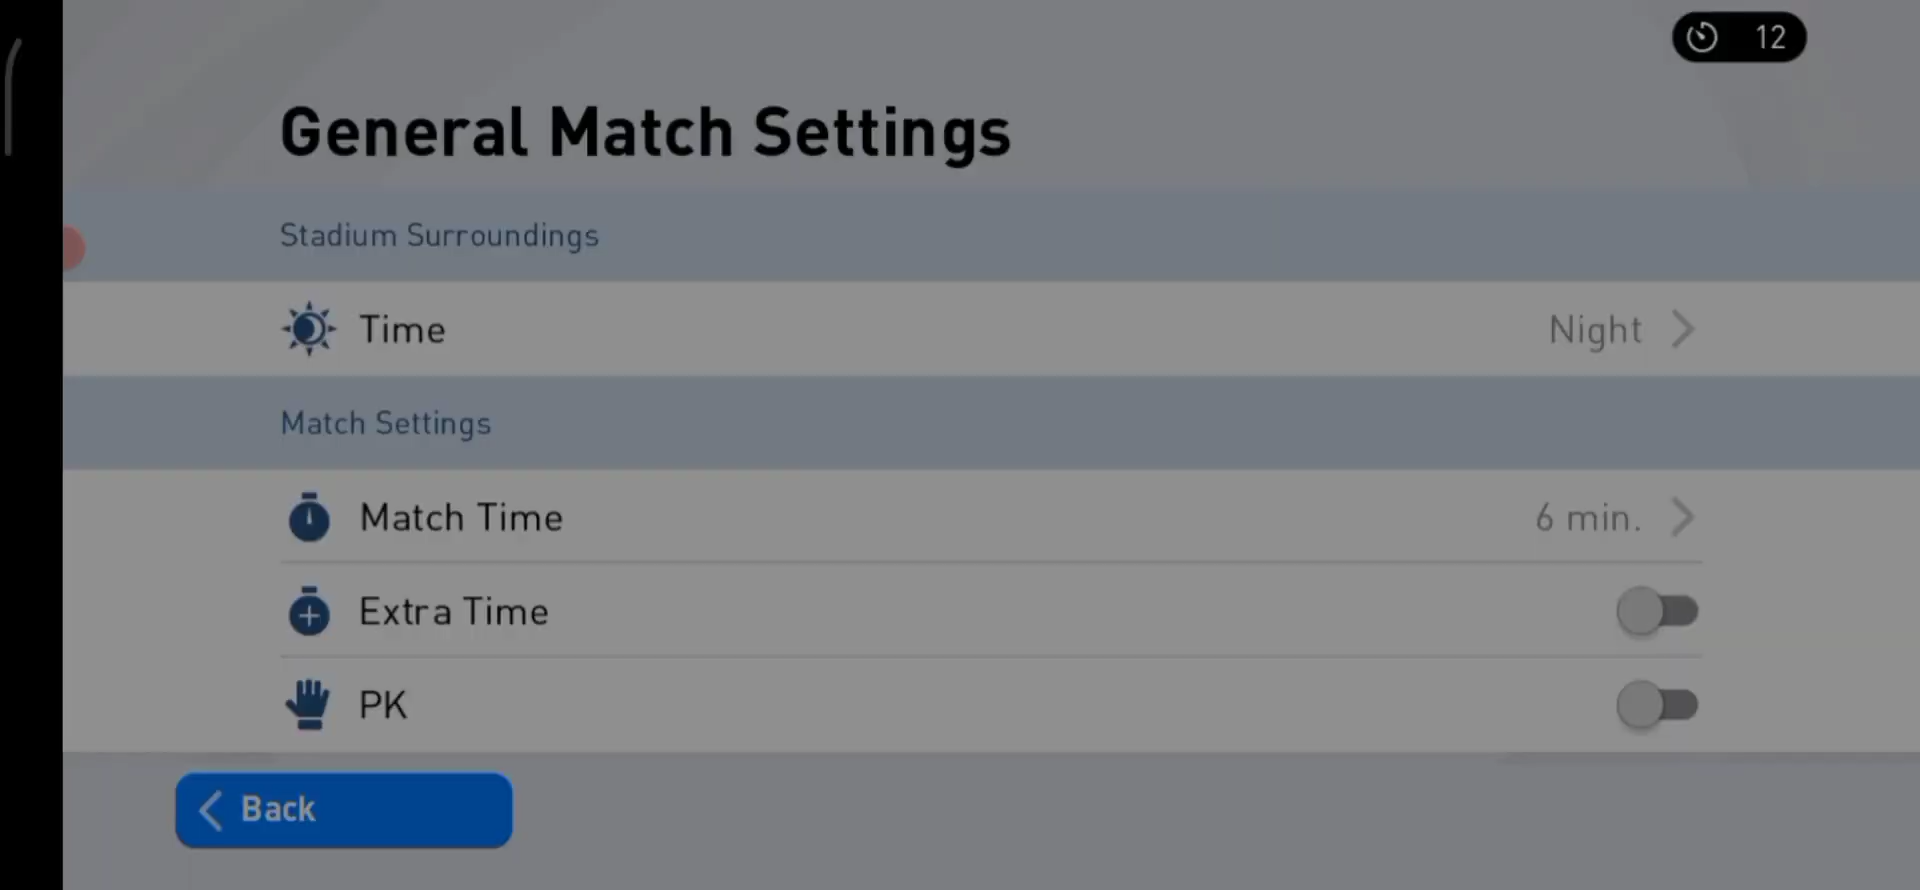 12
General Match Settings
Stadium Surroundings
Time
Night
Match Settings
Match Time
6 min.
Extra Time
PK
Back